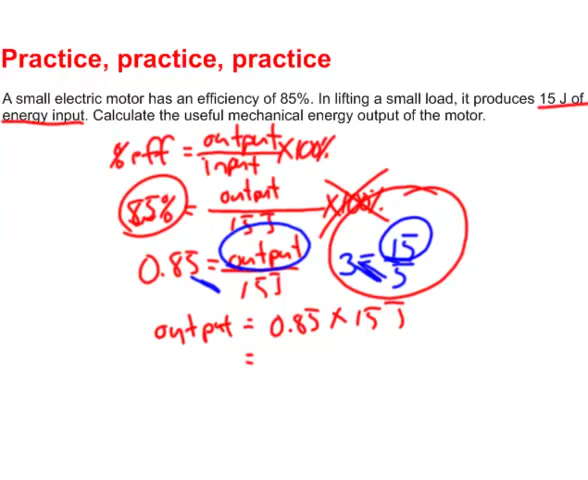 Practice, practice, practice
A small electric motor has an efficiency of 85%. In lifting a small load, it produces 15 J of
energy input. Calculate the useful mechanical energy output of the motor.
% eff = output/input × 100%
85% = output/15 J × 100%
0.85 = output/15 J
3 = 15/5
output = 0.85 × 15 J
=